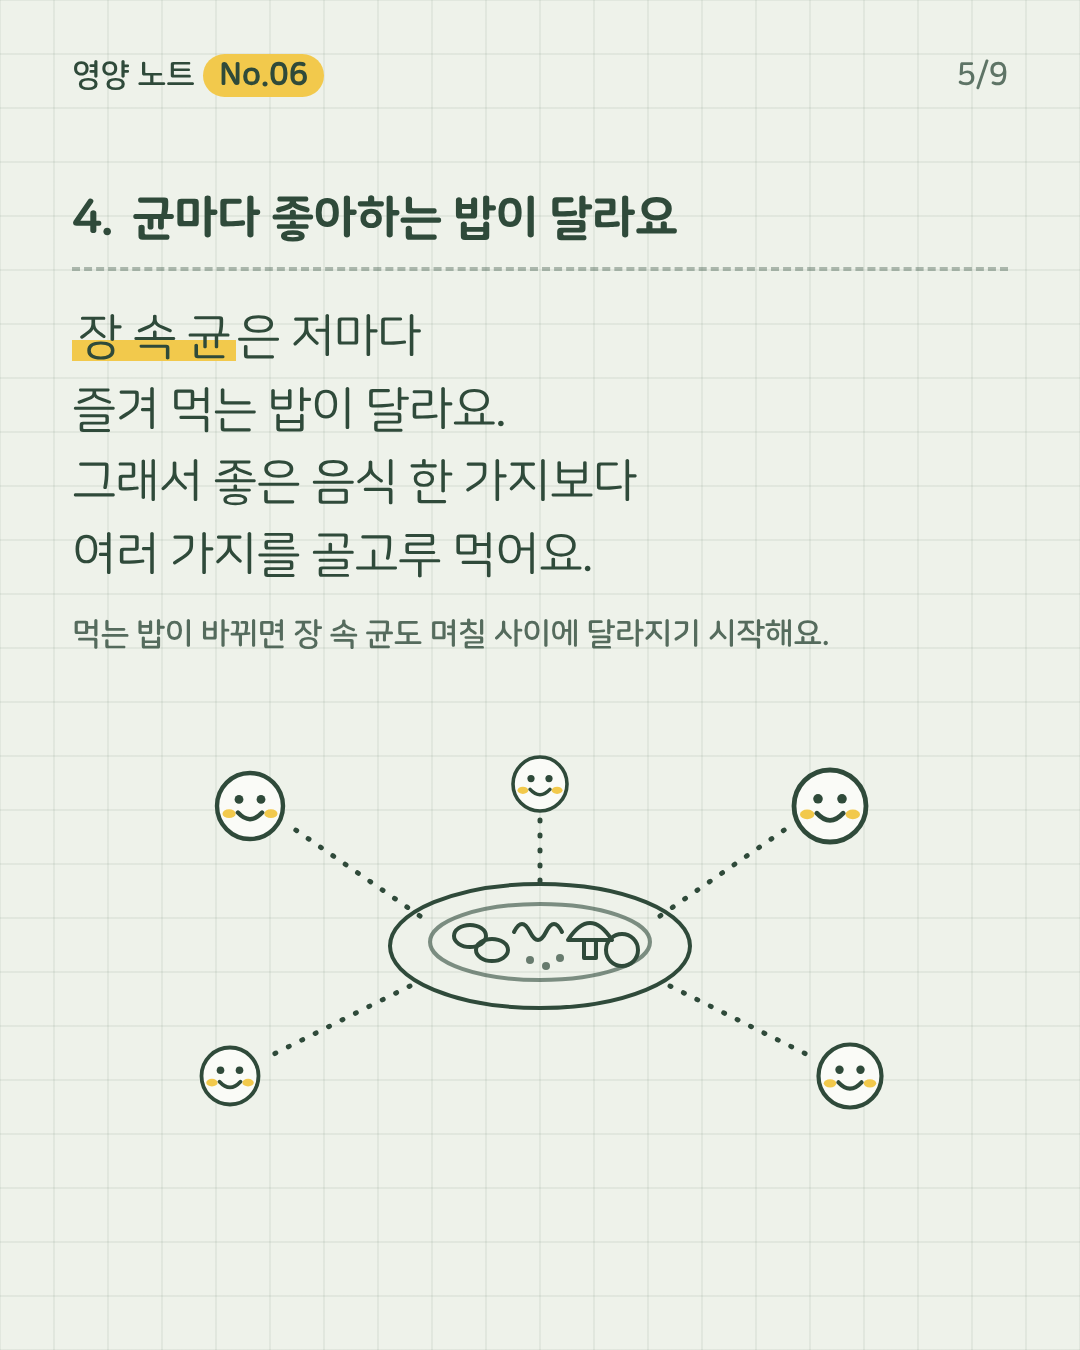 영양 노트 No.06
5/9
4. 균마다 좋아하는 밥이 달라요
장 속 균은 저마다
즐겨 먹는 밥이 달라요.
그래서 좋은 음식 한 가지보다
여러 가지를 골고루 먹어요.
먹는 밥이 바뀌면 장 속 균도 며칠 사이에 달라지기 시작해요.